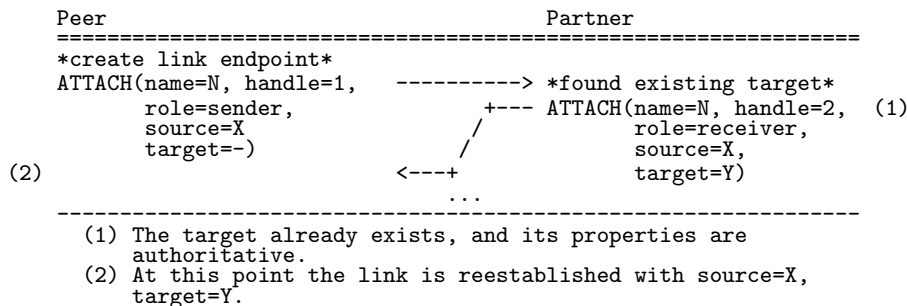 Peer                                   Partner
================================================================
*create link endpoint*
ATTACH(name=N, handle=1,   ----------> *found existing target*
       role=sender,               +--- ATTACH(name=N, handle=2,  (1)
       source=X                  /            role=receiver,
       target=-)                /             source=X,
(2)                        <---+              target=Y)
...
----------------------------------------------------------------
(1) The target already exists, and its properties are
authoritative.
(2) At this point the link is reestablished with source=X,
target=Y.